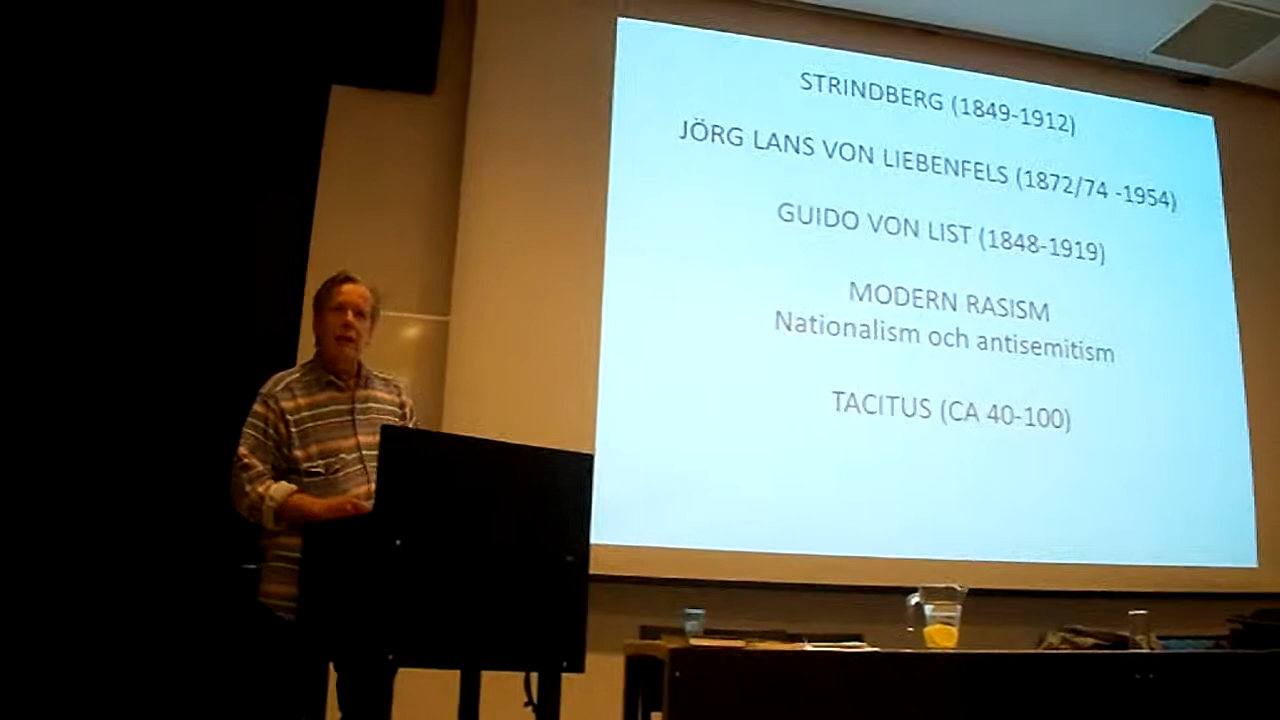 STRINDBERG (1849-1912)
JÖRG LANS VON LIEBENFELS (1872/74 -1954)
GUIDO VON LIST (1848-1919)
MODERN RASISM
Nationalism och antisemitism
TACITUS (CA 40-100)